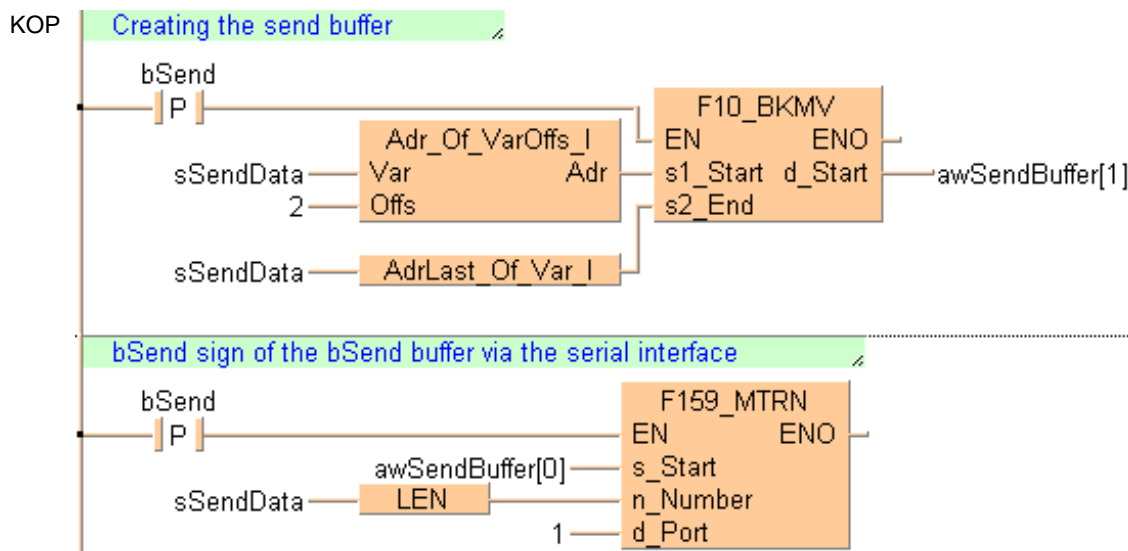 KOP
Creating the send buffer
bSend
P
F10_BKMV
Adr_Of_VarOffs_I
EN ENO
sSendData Var Adr s1_Start d_Start awSendBuffer[1]
2 Offs s2_End
sSendData AdrLast_Of_Var_I
bSend sign of the bSend buffer via the serial interface
bSend
F159_MTRN
P
EN ENO
awSendBuffer[0] s_Start
sSendData LEN n_Number
1 d_Port